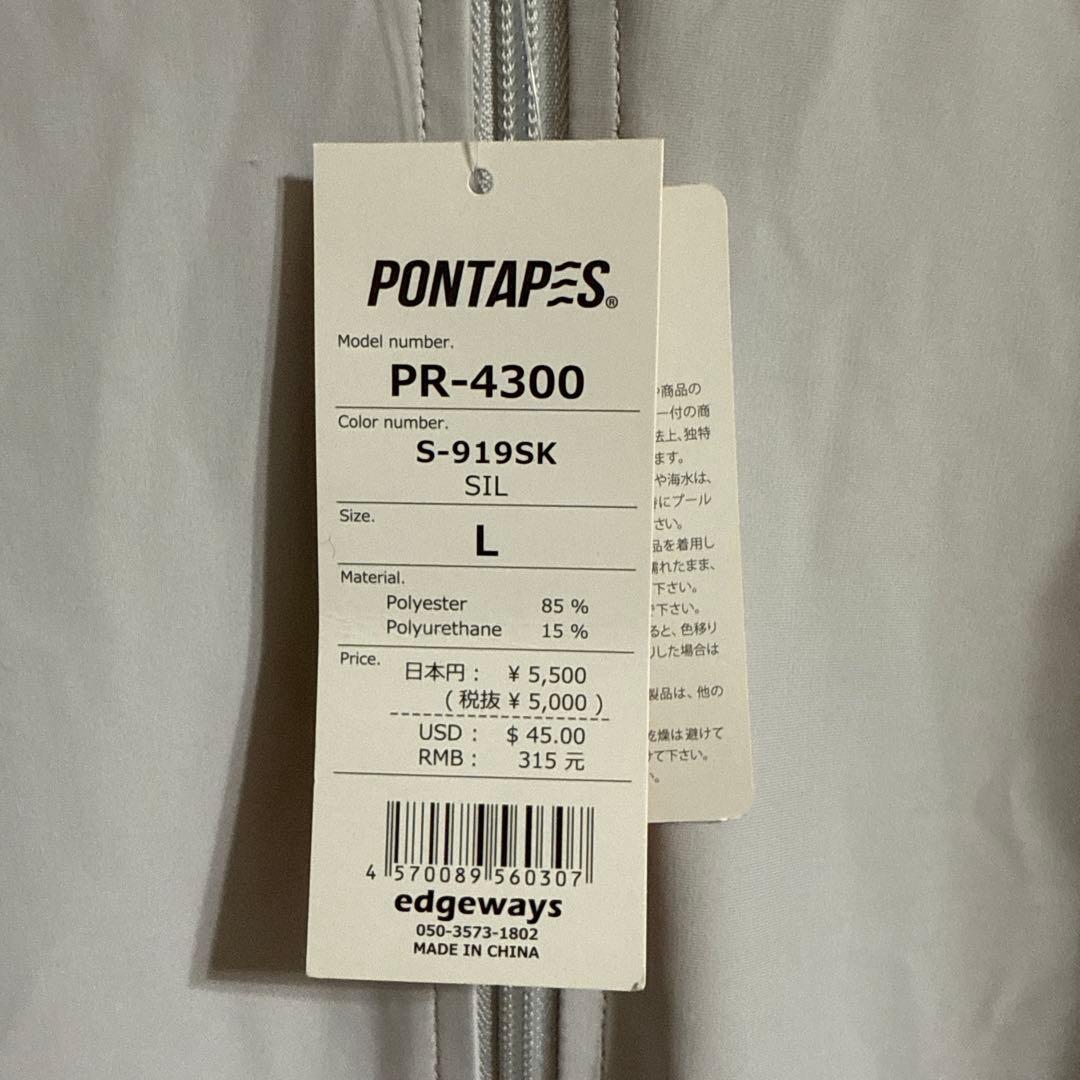 PONTAPES®
Model number.
PR-4300
Color number.
S-919SK
SIL
Size.
L
Material.
Polyester 85 %
Polyurethane 15 %
Price.
日本円： ¥ 5,500
( 税抜 ¥ 5,000 )
USD : $ 45.00
RMB : 315 元
4 570089 560307
edgeways
050-3573-1802
MADE IN CHINA
商品の
ー付の商
法上、独特
ます。
や海水は、
にプール
さい。
品を着用し
れたまま、
下さい。
下さい。
ると、色移り
した場合は
製品は、他の
乾燥は避けて
て下さい。